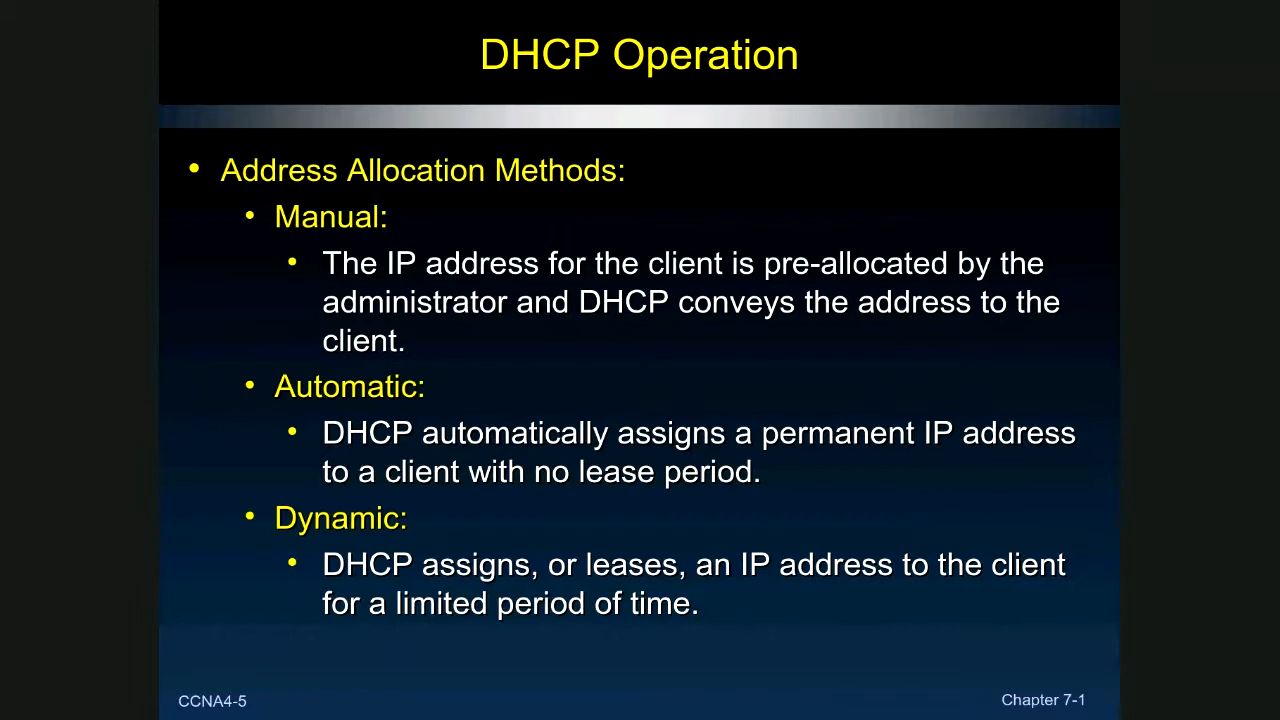 DHCP Operation
• Address Allocation Methods:
• Manual:
• The IP address for the client is pre-allocated by the
administrator and DHCP conveys the address to the
client.
• Automatic:
• DHCP automatically assigns a permanent IP address
to a client with no lease period.
• Dynamic:
• DHCP assigns, or leases, an IP address to the client
for a limited period of time.
CCNA4-5
Chapter 7-1